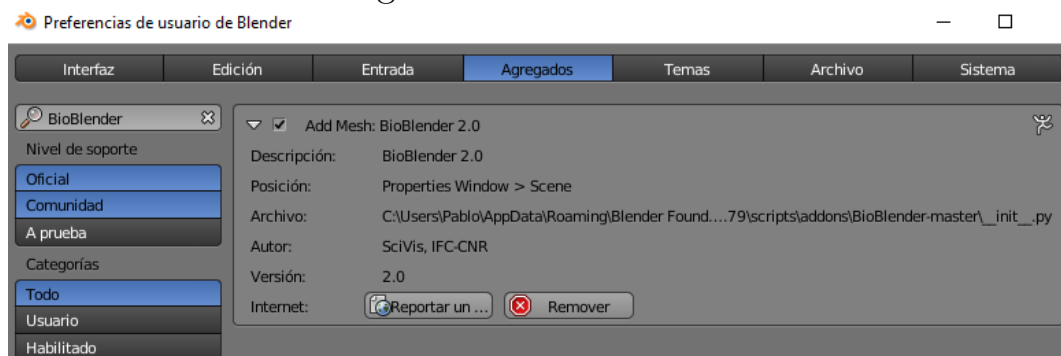 Preferencias de usuario de Blender
Interfaz Edición Entrada Agregados Temas Archivo Sistema
BioBlender
Nivel de soporte
Oficial
Comunidad
A prueba
Categorías
Todo
Usuario
Habilitado
Add Mesh: BioBlender 2.0
Descripción: BioBlender 2.0
Posición: Properties Window > Scene
Archivo: C:\Users\Pablo\AppData\Roaming\Blender Found....79\scripts\addons\BioBlender-master\__init__.py
Autor: SciVis, IFC-CNR
Versión: 2.0
Internet: Reportar un ... Remover